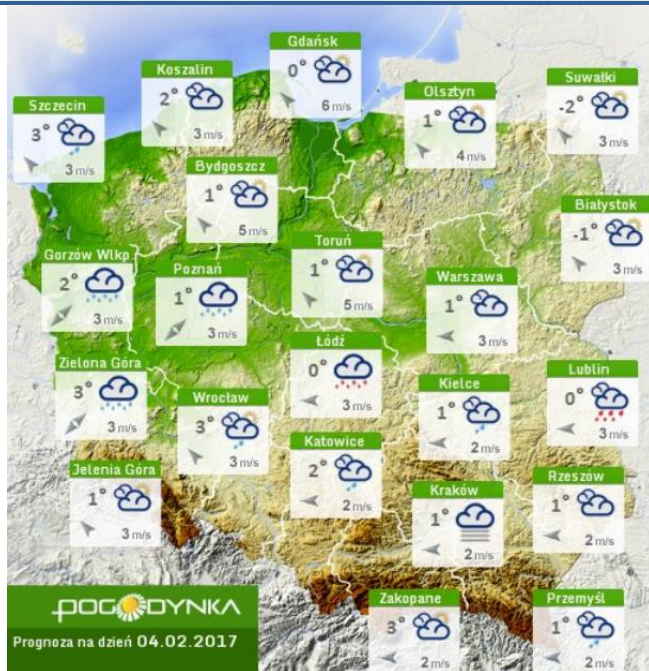 Gdańsk
0°
6 m/s
Koszalin
2°
3 m/s
Suwałki
-2°
3 m/s
Olsztyn
1°
4 m/s
Szczecin
3°
3 m/s
Bydgoszcz
1°
5 m/s
Białystok
-1°
3 m/s
Toruń
1°
5 m/s
Gorzów Wlkp
2°
3 m/s
Poznań
1°
3 m/s
Warszawa
1°
3 m/s
Łódź
0°
3 m/s
Zielona Góra
3°
3 m/s
Lublin
0°
3 m/s
Kielce
1°
2 m/s
Wrocław
3°
3 m/s
Katowice
2°
2 m/s
Jelenia Góra
1°
3 m/s
Rzeszów
1°
2 m/s
Kraków
1°
2 m/s
Zakopane
3°
2 m/s
Przemyśl
1°
2 m/s
POGODYNKA
Prognoza na dzień 04.02.2017